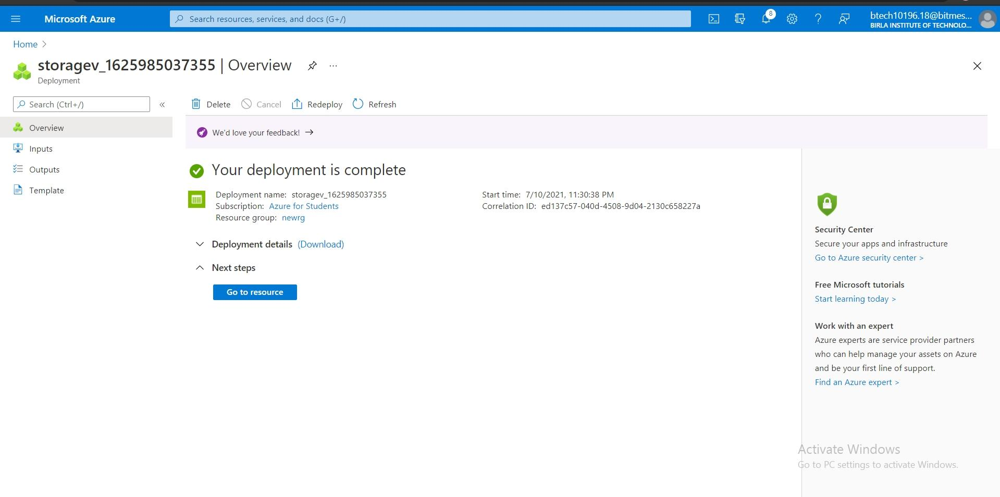 Microsoft Azure
Search resources, services, and docs (G+/)
8
btech10196.18@bitmes...
BIRLA INSTITUTE OF TECHNOLO...
Home >
storagev_1625985037355 | Overview
...
Deployment
Search (Ctrl+/)
«
Delete
Cancel
Redeploy
Refresh
Overview
Inputs
Outputs
Template
We'd love your feedback! →
Your deployment is complete
Deployment name: storagev_1625985037355
Subscription: Azure for Students
Resource group: newrg
Start time: 7/10/2021, 11:30:38 PM
Correlation ID: ed137c57-040d-4508-9d04-2130c658227a
Deployment details (Download)
Next steps
Go to resource
Security Center
Secure your apps and infrastructure
Go to Azure security center >
Free Microsoft tutorials
Start learning today >
Work with an expert
Azure experts are service provider partners
who can help manage your assets on Azure
and be your first line of support.
Find an Azure expert >
Activate Windows
Go to PC settings to activate Windows.